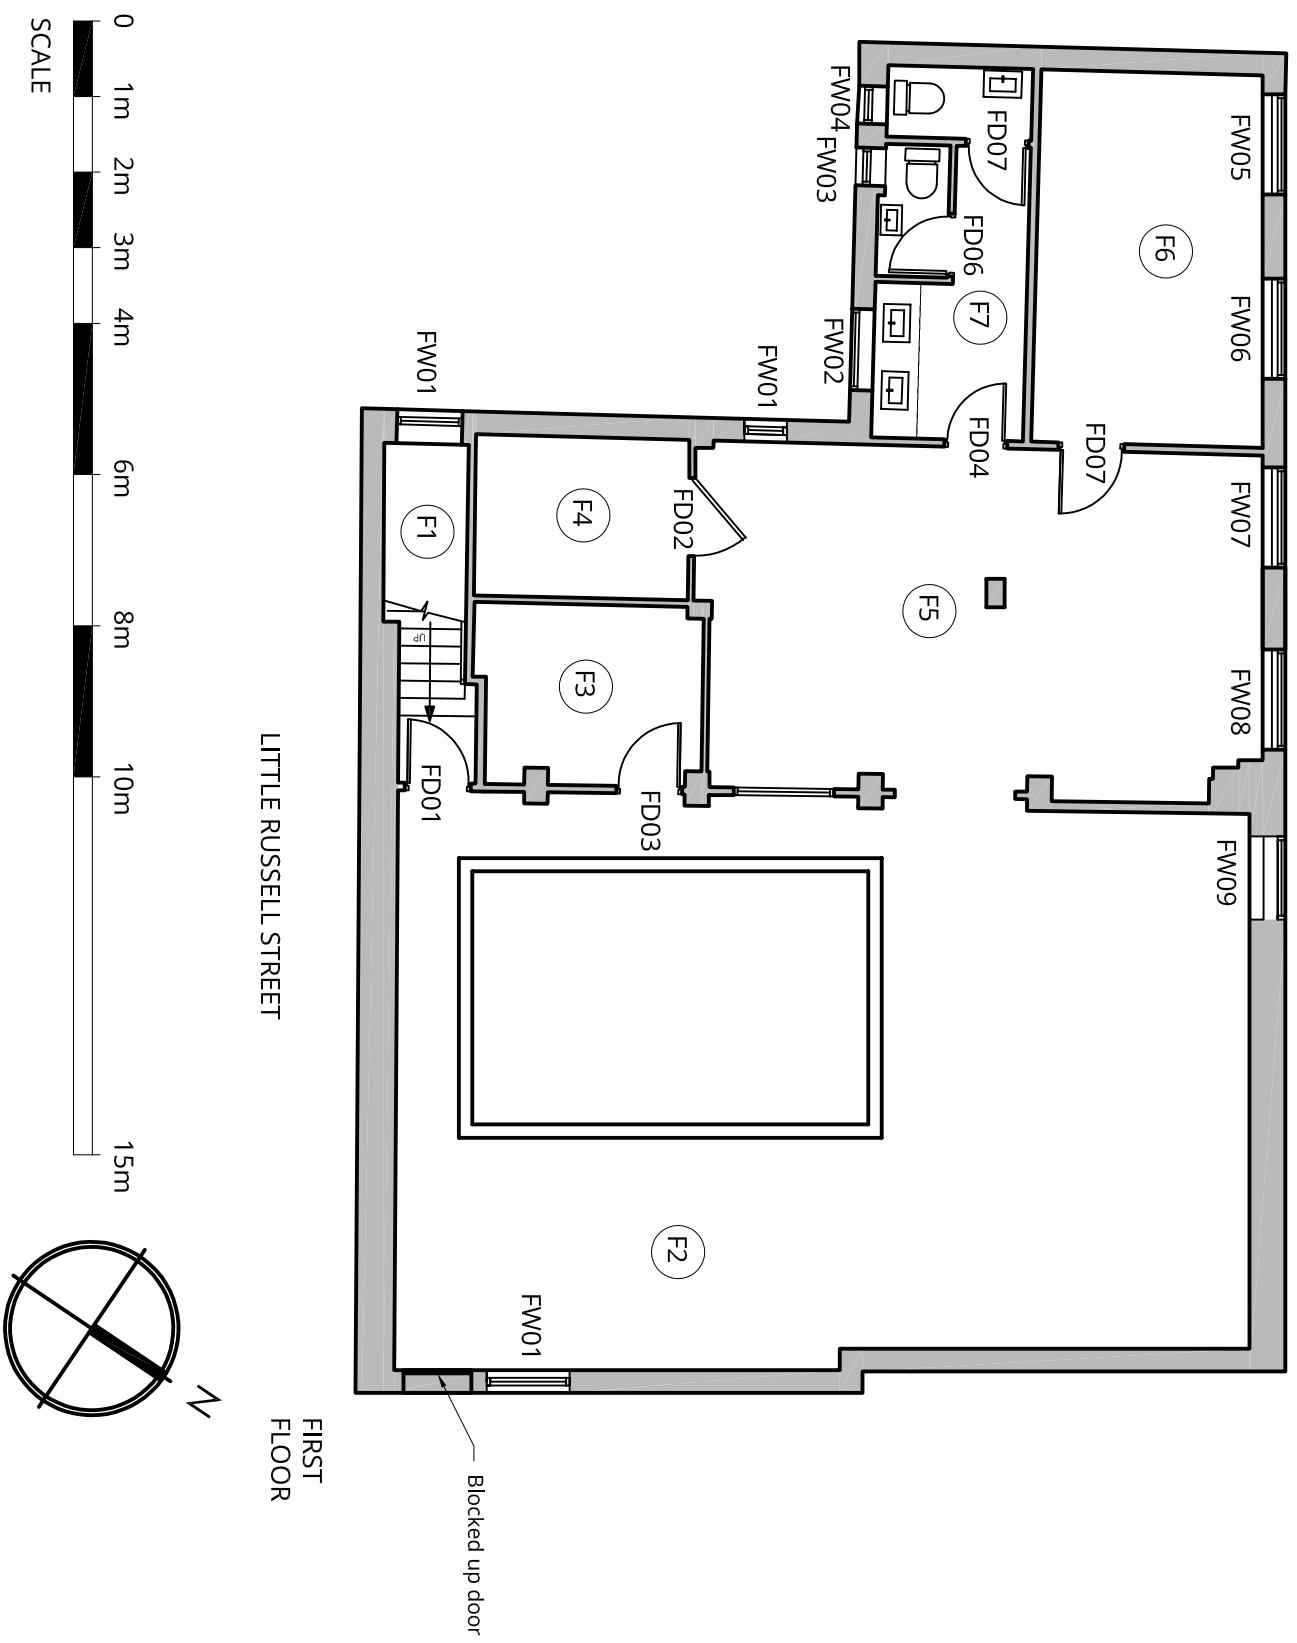 FW05
FW06
FW07
FW08
FW09
F6
FD07
FD07
FW04
FW03
FD06
F7
FW02
FD04
FW01
FW01
FD02
F5
F4
F1
UP
F3
FD01
FD03
F2
FW01
Blocked up door
LITTLE RUSSELL STREET
FIRST
FLOOR
N
0
1m
2m
3m
4m
6m
8m
10m
15m
SCALE